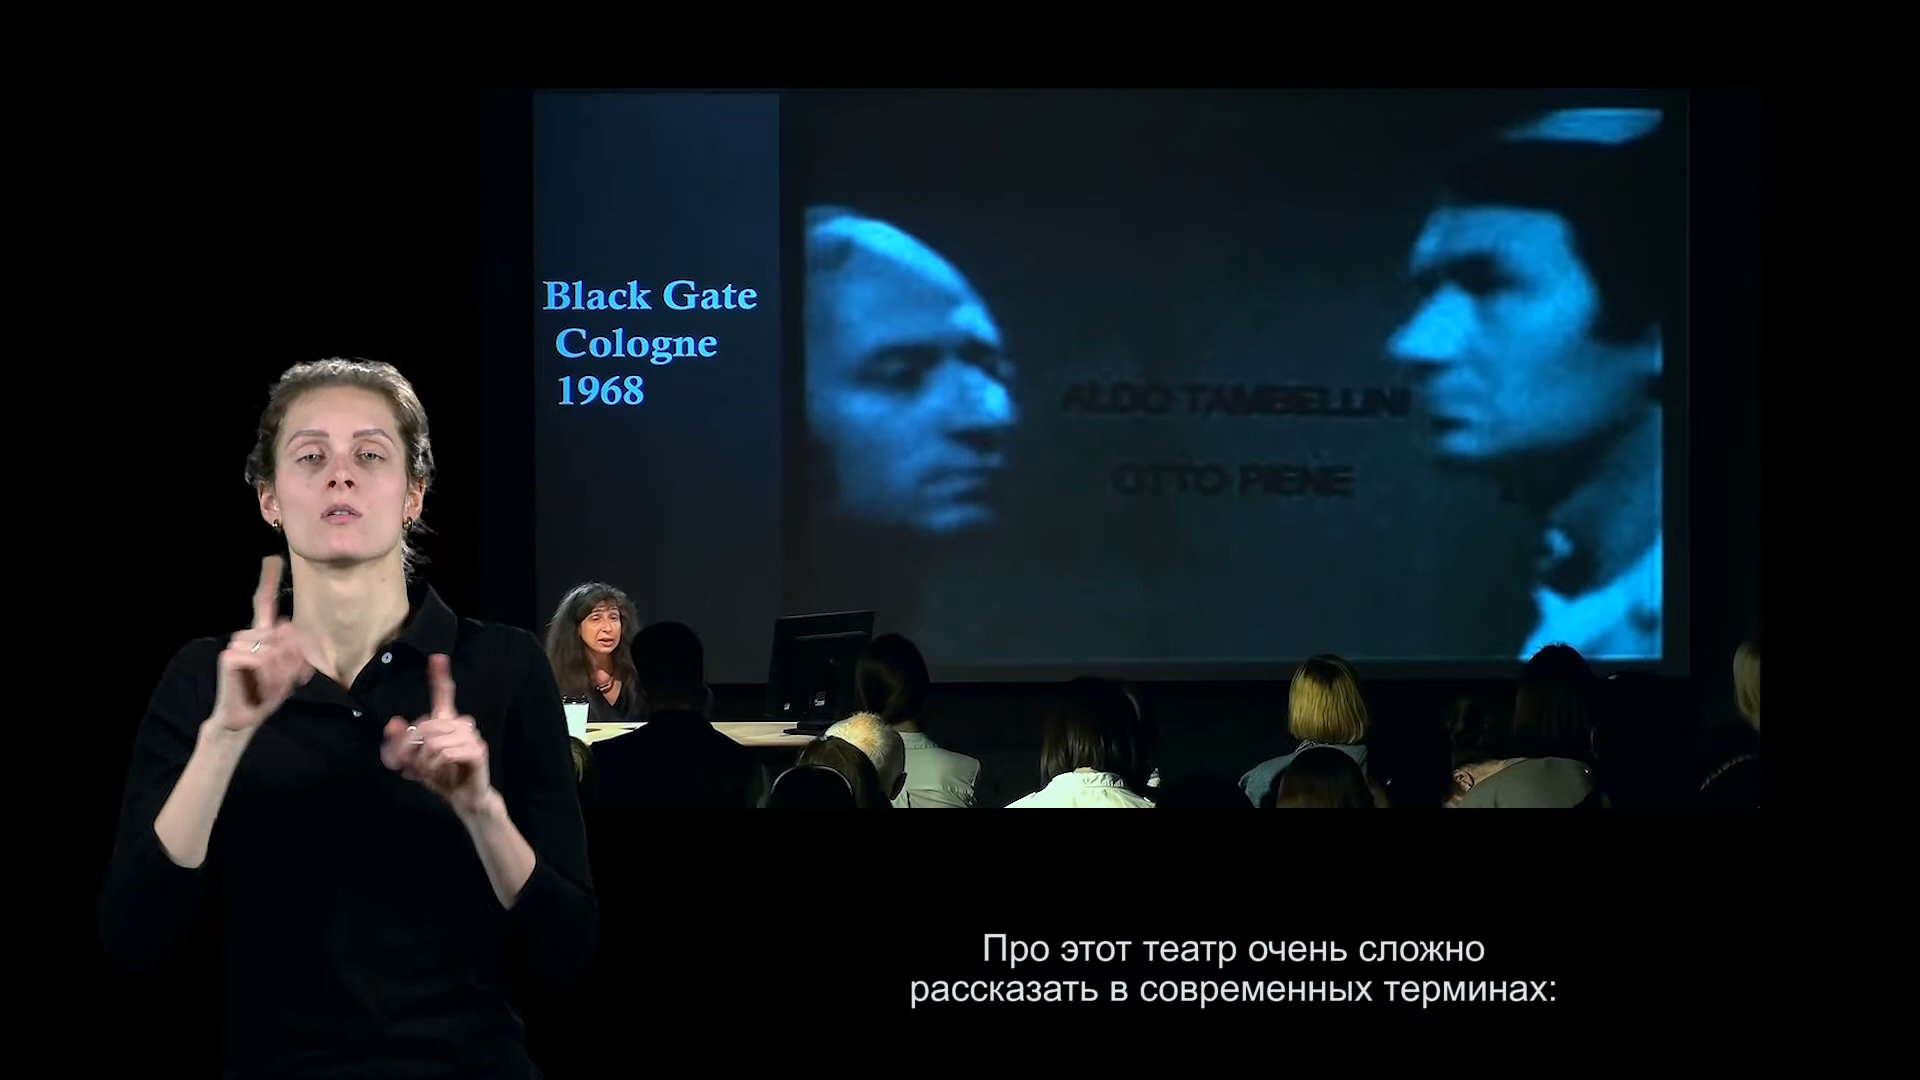 Black Gate
Cologne
1968
ALDO TAMBELLINI
OTTO PIENE
Про этот театр очень сложно
рассказать в современных терминах: